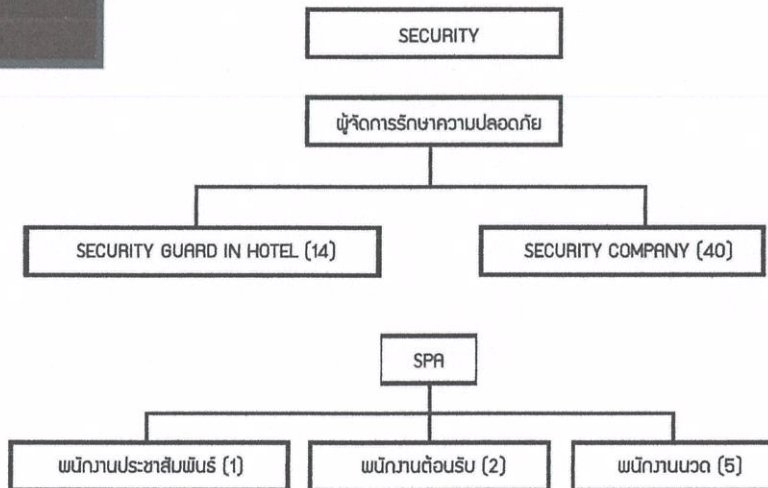 SECURITY
ผู้จัดการรักษาความปลอดภัย
SECURITY GUARD IN HOTEL (14)
SECURITY COMPANY (40)
SPA
พนักงานประชาสัมพันธ์ (1)
พนักงานต้อนรับ (2)
พนักงานนวด (5)